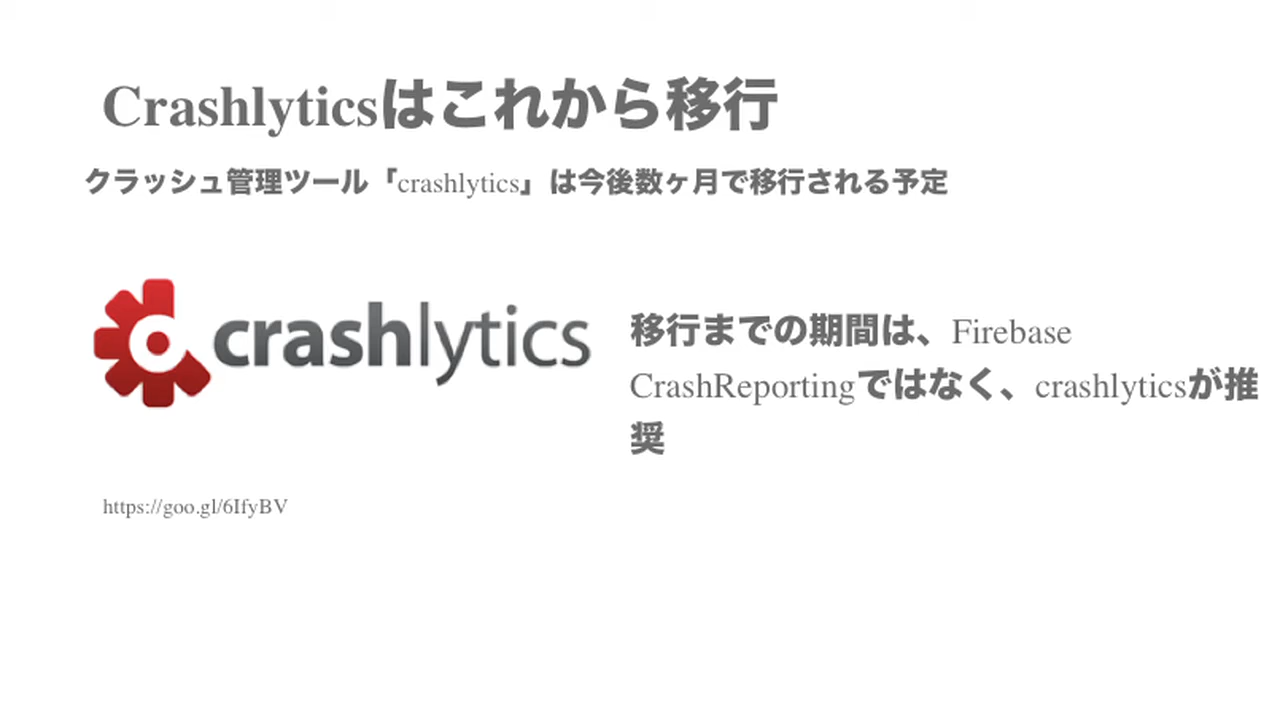 Crashlyticsはこれから移行
クラッシュ管理ツール『crashlytics』は今後数ヶ月で移行される予定
crashlytics
移行までの期間は、Firebase
CrashReportingではなく、crashlyticsが推
奨
https://goo.gl/6IfyBV